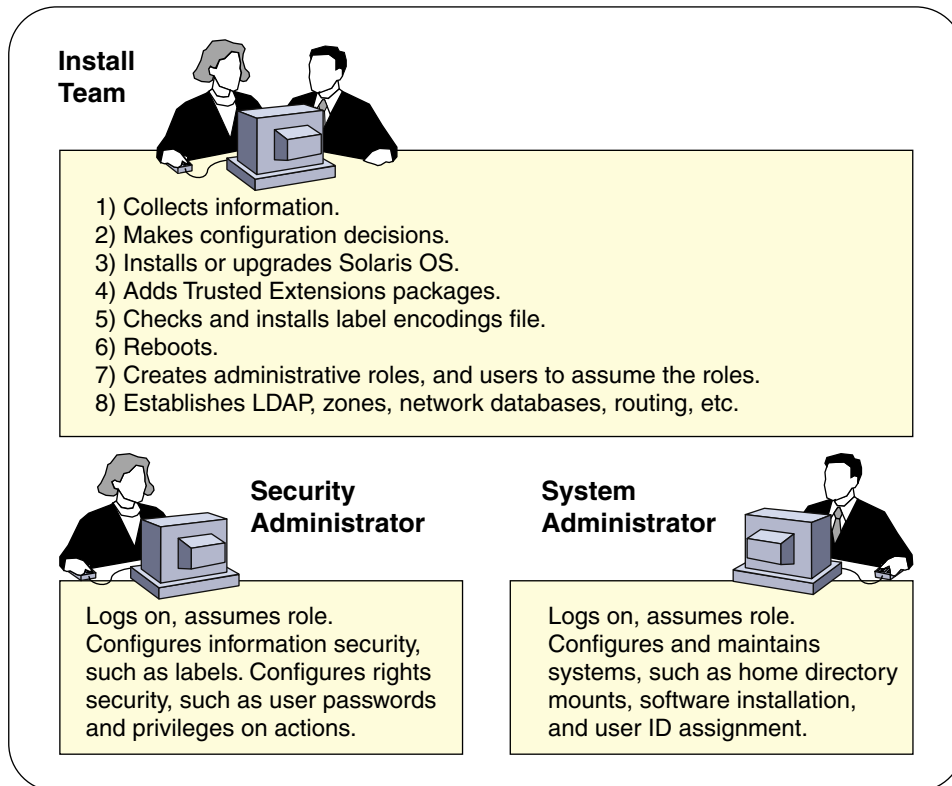 Install
Team
1) Collects information.
2) Makes configuration decisions.
3) Installs or upgrades Solaris OS.
4) Adds Trusted Extensions packages.
5) Checks and installs label encodings file.
6) Reboots.
7) Creates administrative roles, and users to assume the roles.
8) Establishes LDAP, zones, network databases, routing, etc.
Security
Administrator
Logs on, assumes role.
Configures information security,
such as labels. Configures rights
security, such as user passwords
and privileges on actions.
System
Administrator
Logs on, assumes role.
Configures and maintains
systems, such as home directory
mounts, software installation,
and user ID assignment.